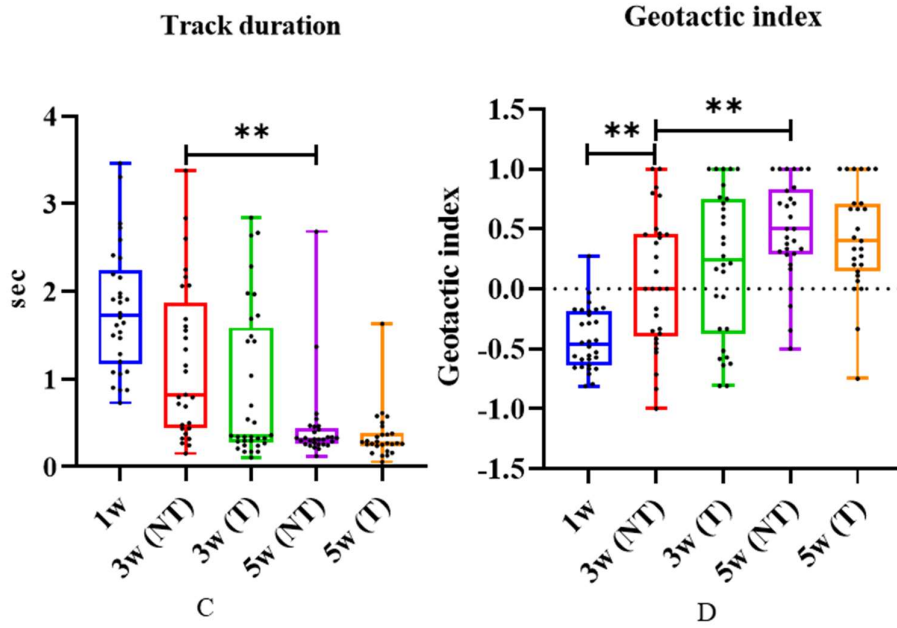 Track duration
**
sec
4
3
2
1
0
1w
3w (NT)
3w (T)
5w (NT)
5w (T)
C
Geotactic index
**
**
Geotactic index
1.5
1.0
0.5
0.0
-0.5
-1.0
-1.5
1w
3w (NT)
3w (T)
5w (NT)
5w (T)
D